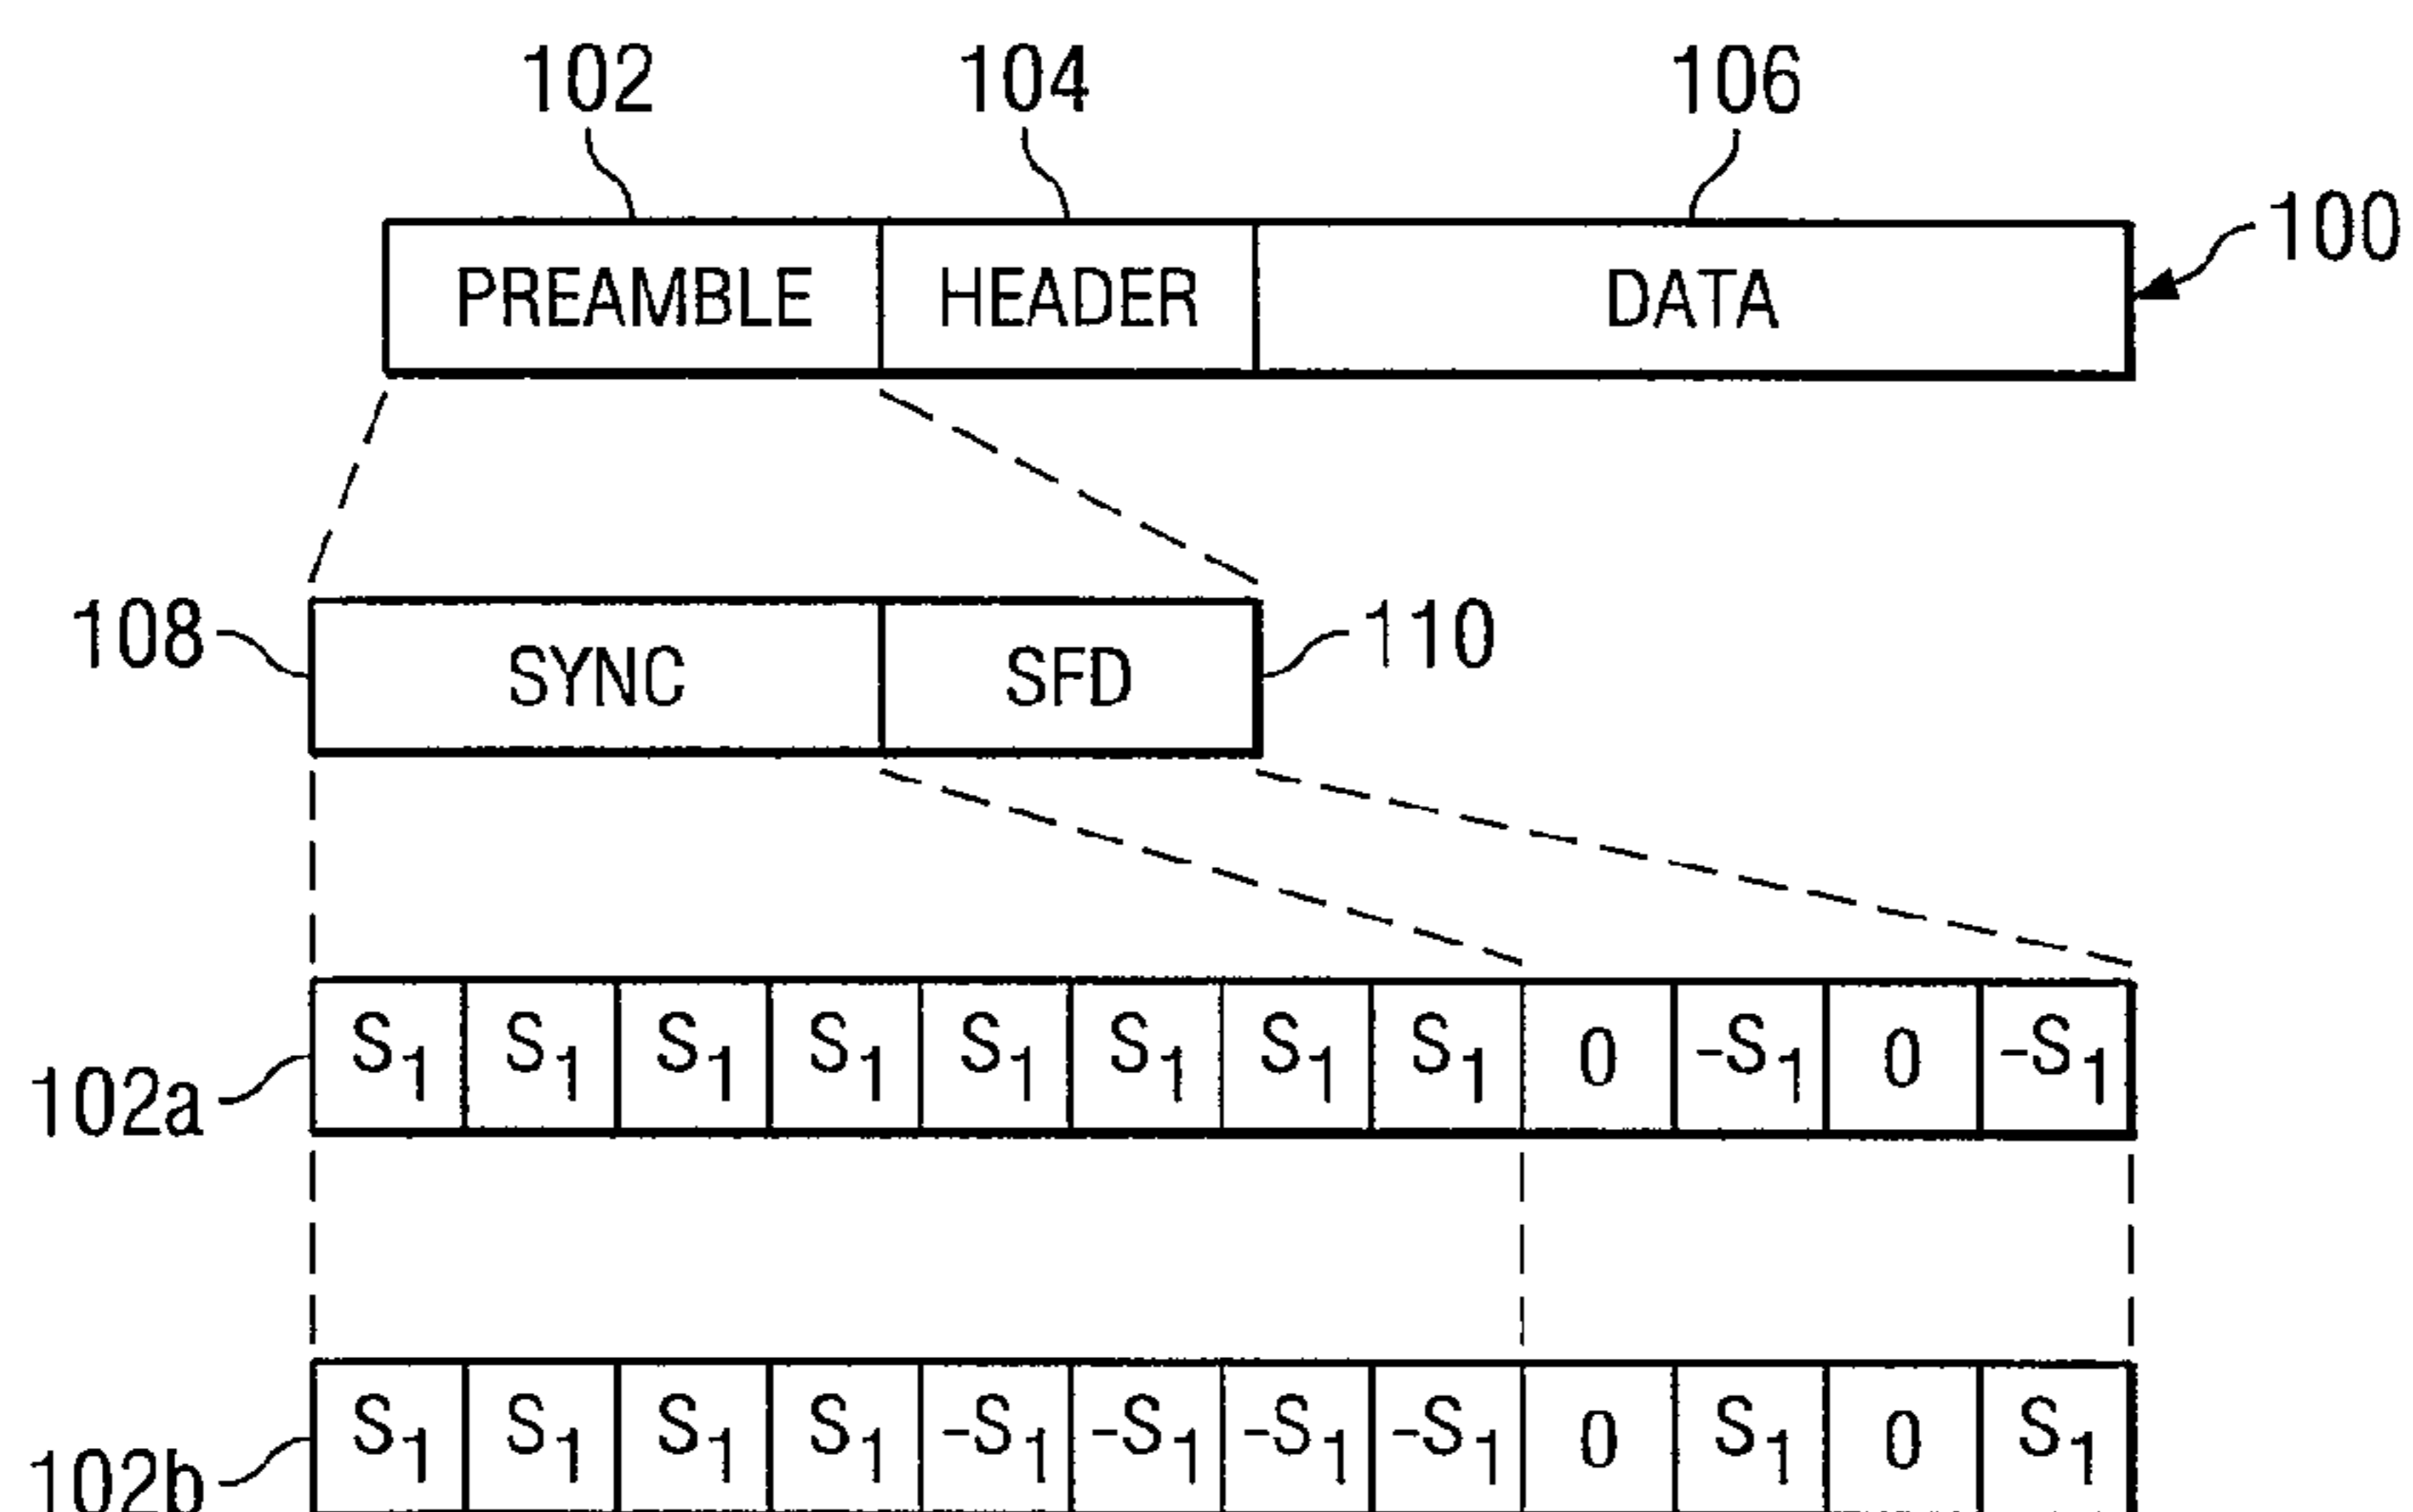 102 104 106
100
PREAMBLE HEADER DATA
108 SYNC SFD 110
S1 S1 S1 S1 S1 S1 S1 S1 0 -S1 0 -S1
102a
S1 S1 S1 S1 -S1 -S1 -S1 -S1 0 S1 0 S1
102b